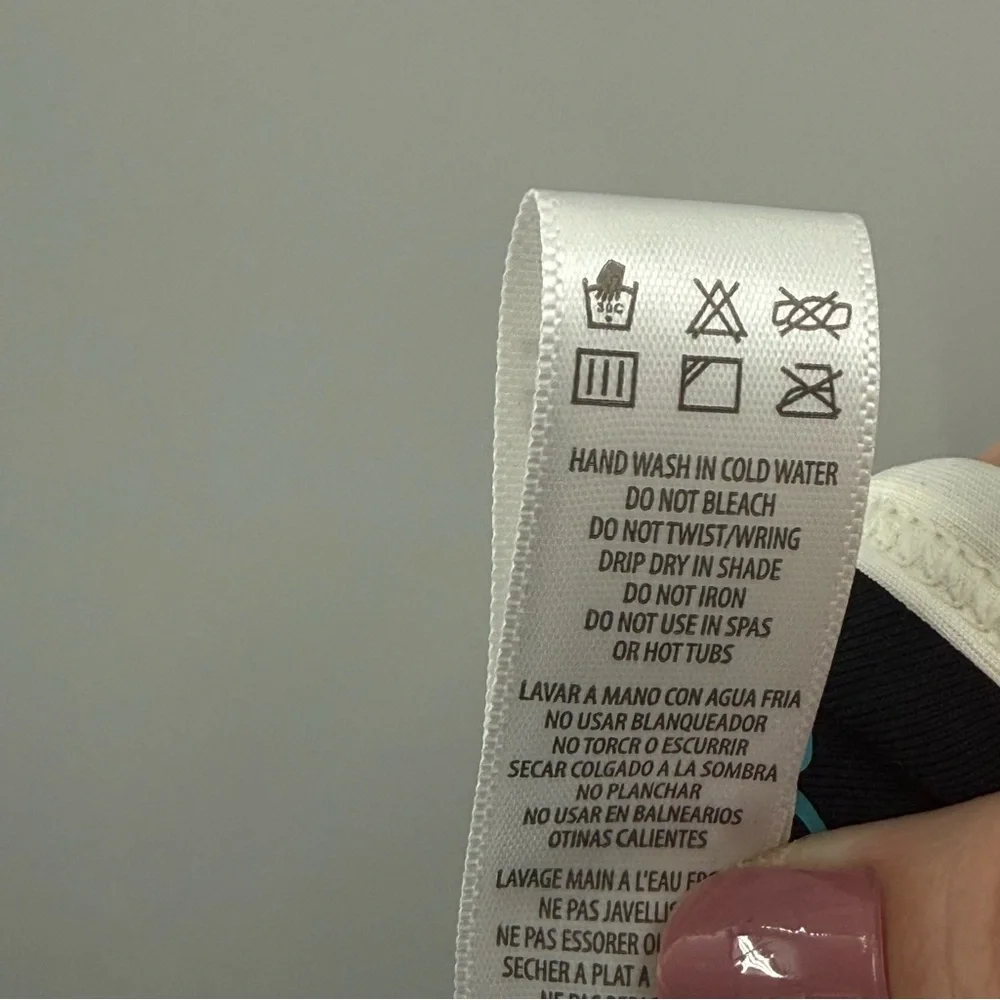 30C
HAND WASH IN COLD WATER
DO NOT BLEACH
DO NOT TWIST/WRING
DRIP DRY IN SHADE
DO NOT IRON
DO NOT USE IN SPAS
OR HOT TUBS
LAVAR A MANO CON AGUA FRIA
NO USAR BLANQUEADOR
NO TORCR O ESCURRIR
SECAR COLGADO A LA SOMBRA
NO PLANCHAR
NO USAR EN BALNEARIOS
OTINAS CALIENTES
LAVAGE MAIN A L'EAU
NE PAS
NE PAS ESSORER
SECHER A PLAT A